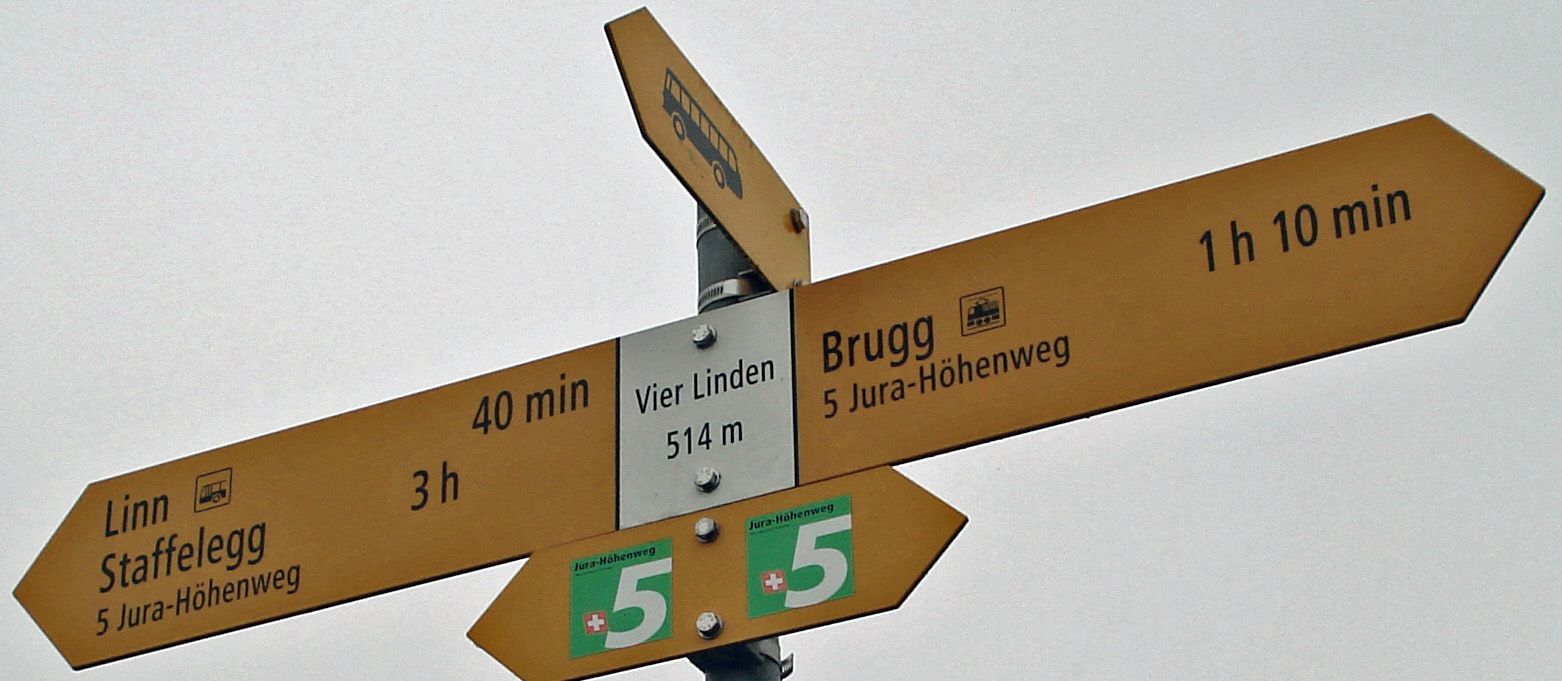 40 min
Linn
3 h
Staffelegg
5 Jura-Höhenweg
Vier Linden
514 m
1 h 10 min
Brugg
5 Jura-Höhenweg
Jura-Höhenweg
5
Jura-Höhenweg
5